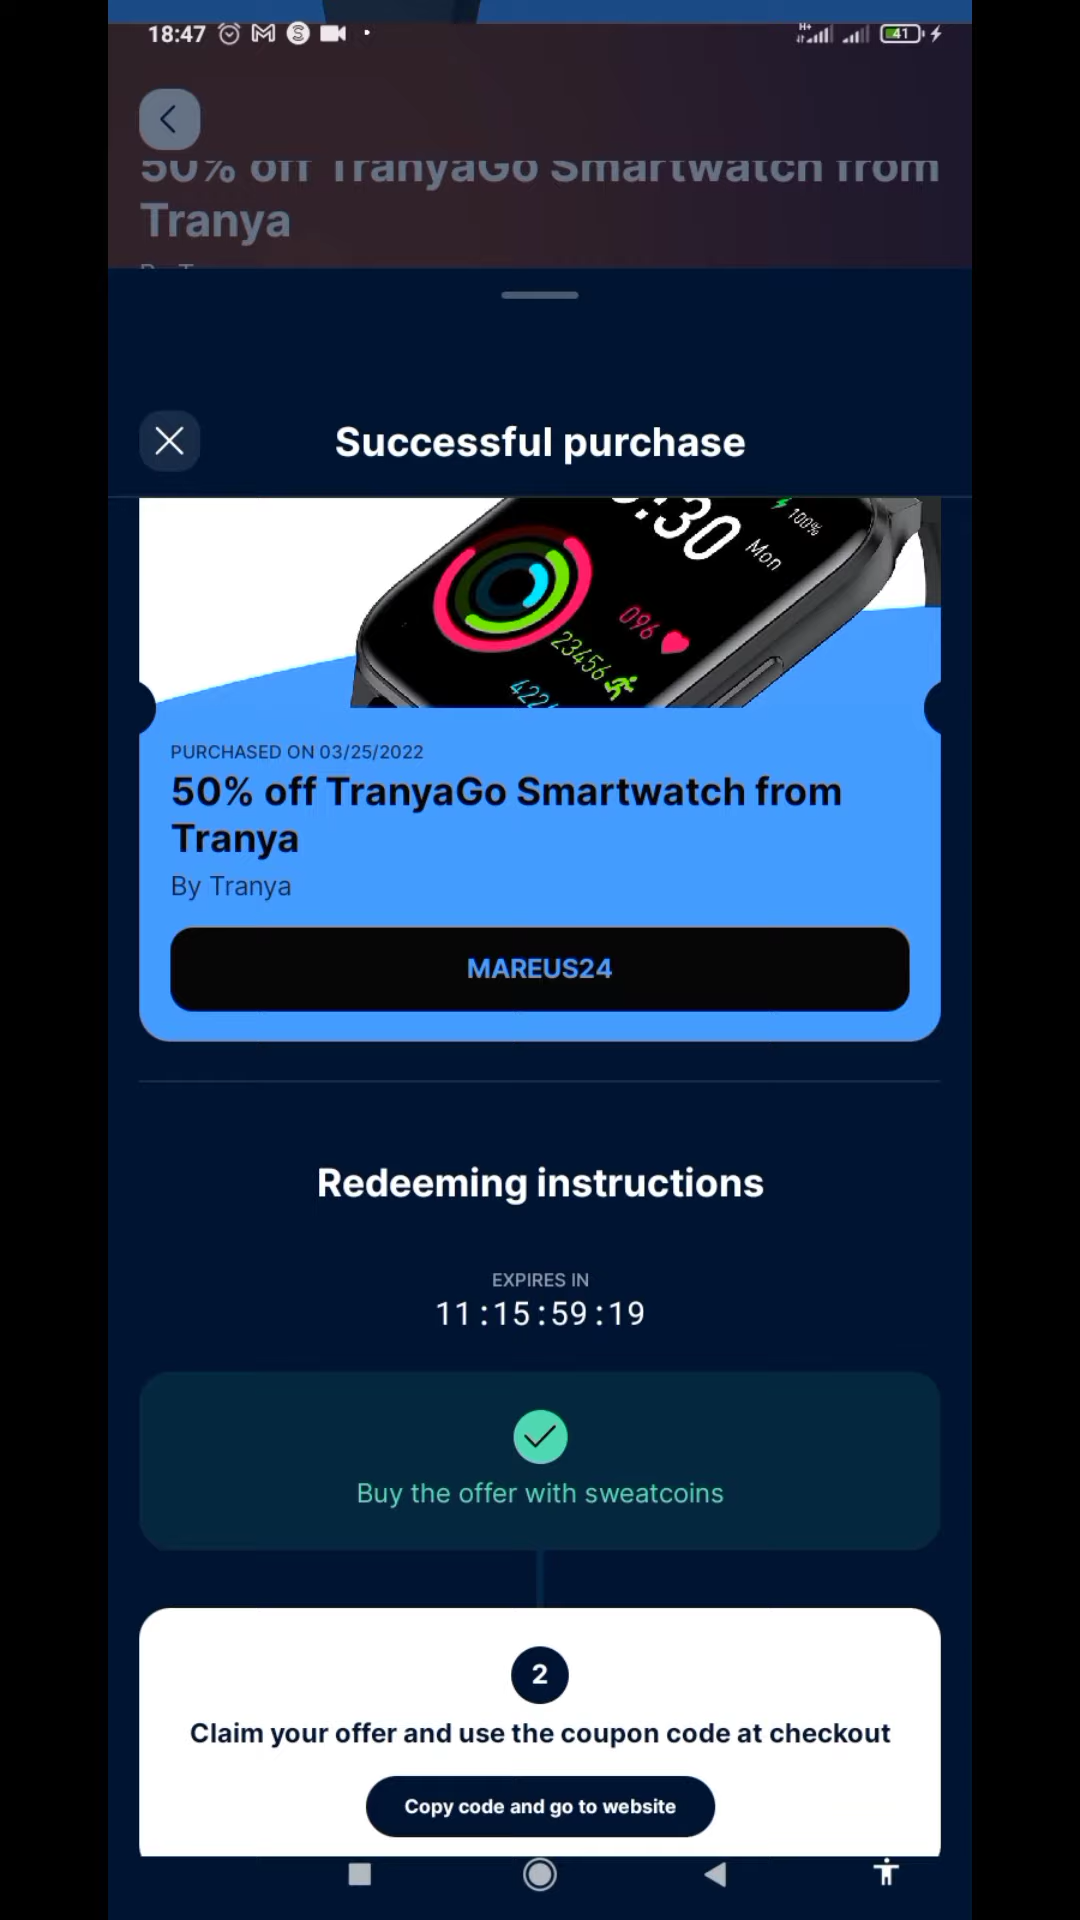 18:47
H+
41
50% off TranyaGo Smartwatch from
Tranya
Successful purchase
:30
100%
Mon
096
23456
PURCHASED ON 03/25/2022
50% off TranyaGo Smartwatch from
Tranya
By Tranya
MAREUS24
Redeeming instructions
EXPIRES IN
11:15:59:19
Buy the offer with sweatcoins
2
Claim your offer and use the coupon code at checkout
Copy code and go to website